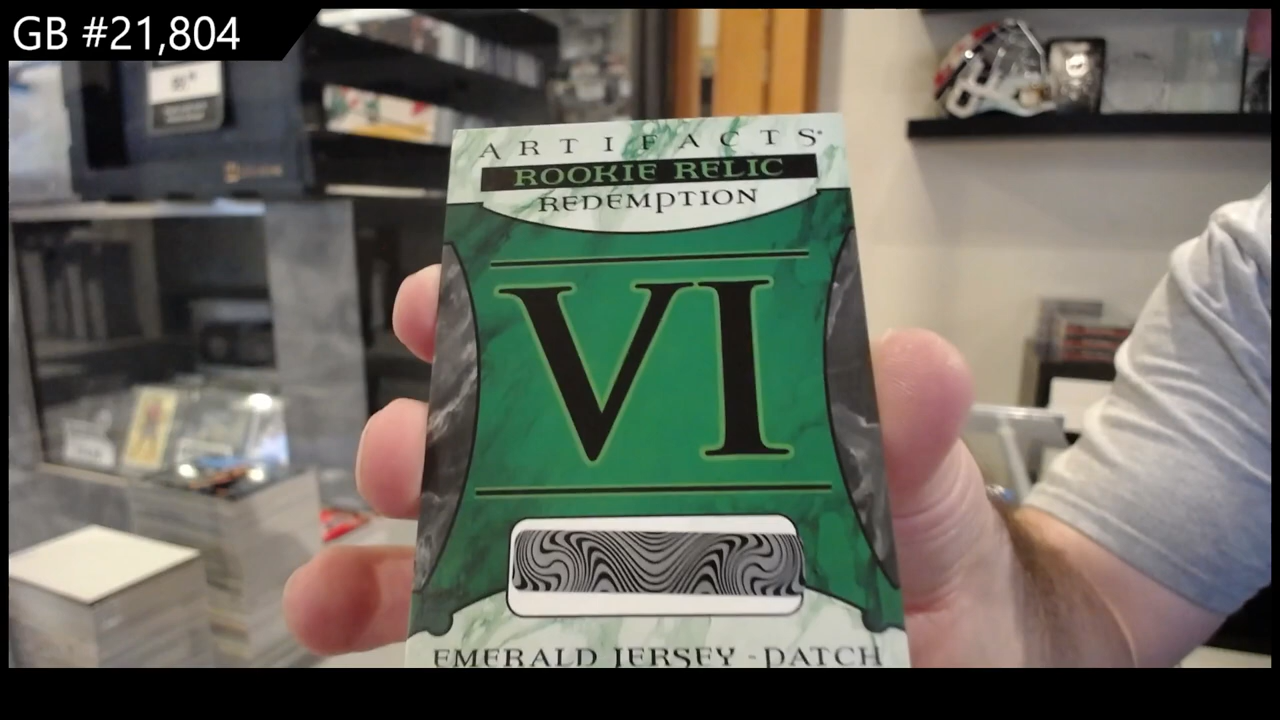 GB #21,804
ARTIFACTS
ROOKIE RELIC
REDEMPTION
VI
EMERALD JERSEY - PATCH